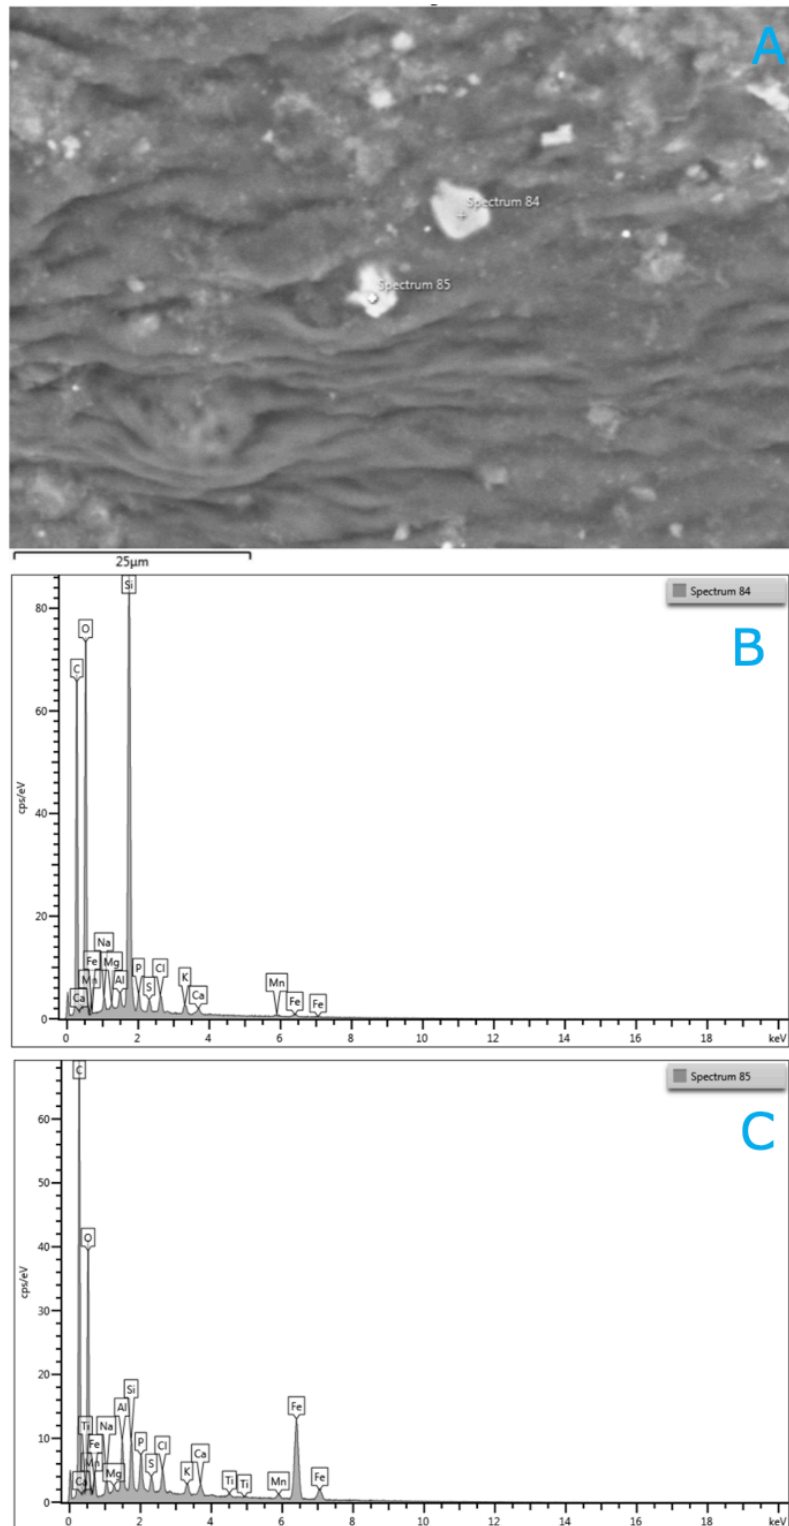 A
Spectrum 84
Spectrum 85
25µm
Spectrum 84
B
Si
O
C
80
60
40
20
0
cps/eV
Na
Fe
Mg
Mn
Al
P
Cl
S
K
Ca
Ca
Mn
Fe
Fe
0 2 4 6 8 10 12 14 16 18 keV
Spectrum 85
C
C
O
60
50
40
30
20
10
0
cps/eV
Si
Al
Ti
Na
Fe
P
Cl
Mn
Mg
S
K
Ca
Ca
Ti
Ti
Mn
Fe
Fe
0 2 4 6 8 10 12 14 16 18 keV